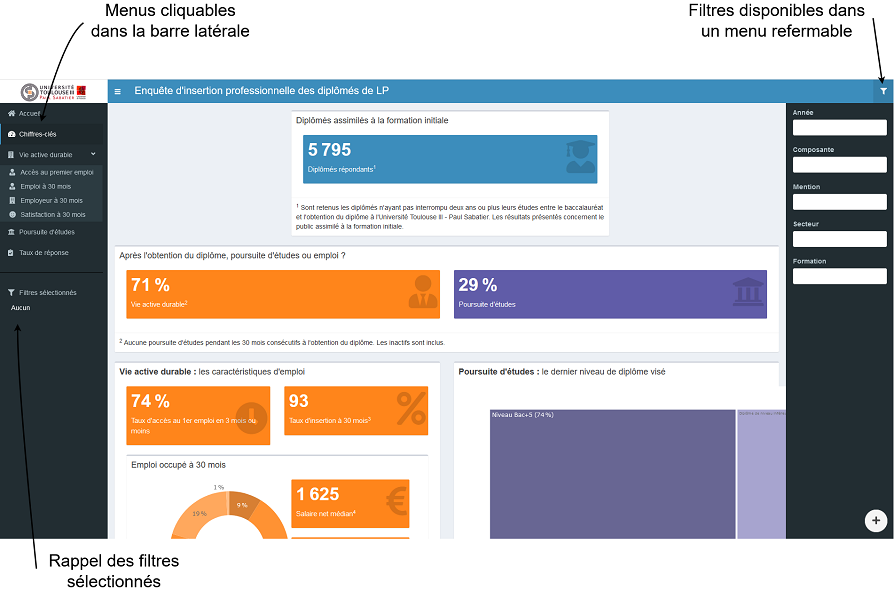 Menus cliquables
dans la barre latérale
Filtres disponibles dans
un menu refermable
UNIVERSITÉ
TOULOUSE III
PAUL SABATIER
Enquête d'insertion professionnelle des diplômés de LP
Accueil
Chiffres-clés
Vie active durable
Accès au premier emploi
Emploi à 30 mois
Employeur à 30 mois
Satisfaction à 30 mois
Poursuite d'études
Taux de réponse
Filtres sélectionnés
Aucun
Diplômés assimilés à la formation initiale
5 795
Diplômés répondants¹
¹ Sont retenus les diplômés n'ayant pas interrompu deux ans ou plus leurs études entre le baccalauréat
et l'obtention du diplôme à l'Université Toulouse III - Paul Sabatier. Les résultats présentés concernent le
public assimilé à la formation initiale.
Après l'obtention du diplôme, poursuite d'études ou emploi ?
71 %
Vie active durable²
29 %
Poursuite d'études
² Aucune poursuite d'études pendant les 30 mois consécutifs à l'obtention du diplôme. Les inactifs sont inclus.
Vie active durable : les caractéristiques d'emploi
74 %
Taux d'accès au 1er emploi en 3 mois ou
moins
93
Taux d'insertion à 30 mois³
%
Emploi occupé à 30 mois
1 %
19 %
9 %
1 625
Salaire net médian⁴
€
Poursuite d'études : le dernier niveau de diplôme visé
Niveau Bac+5 (74 %)
Année
Composante
Mention
Secteur
Formation
Rappel des filtres
sélectionnés